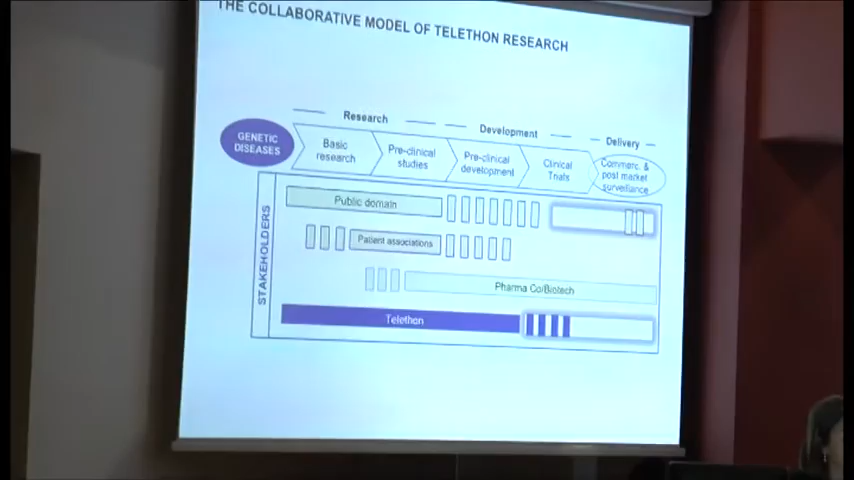 THE COLLABORATIVE MODEL OF TELETHON RESEARCH
Research
Development
Delivery
GENETIC
DISEASES
Basic
research
Pre-clinical
studies
Pre-clinical
development
Clinical
Trials
Commerc. &
post market
surveillance
STAKEHOLDERS
Public domain
Patient associations
Pharma Co/Biotech
Telethon